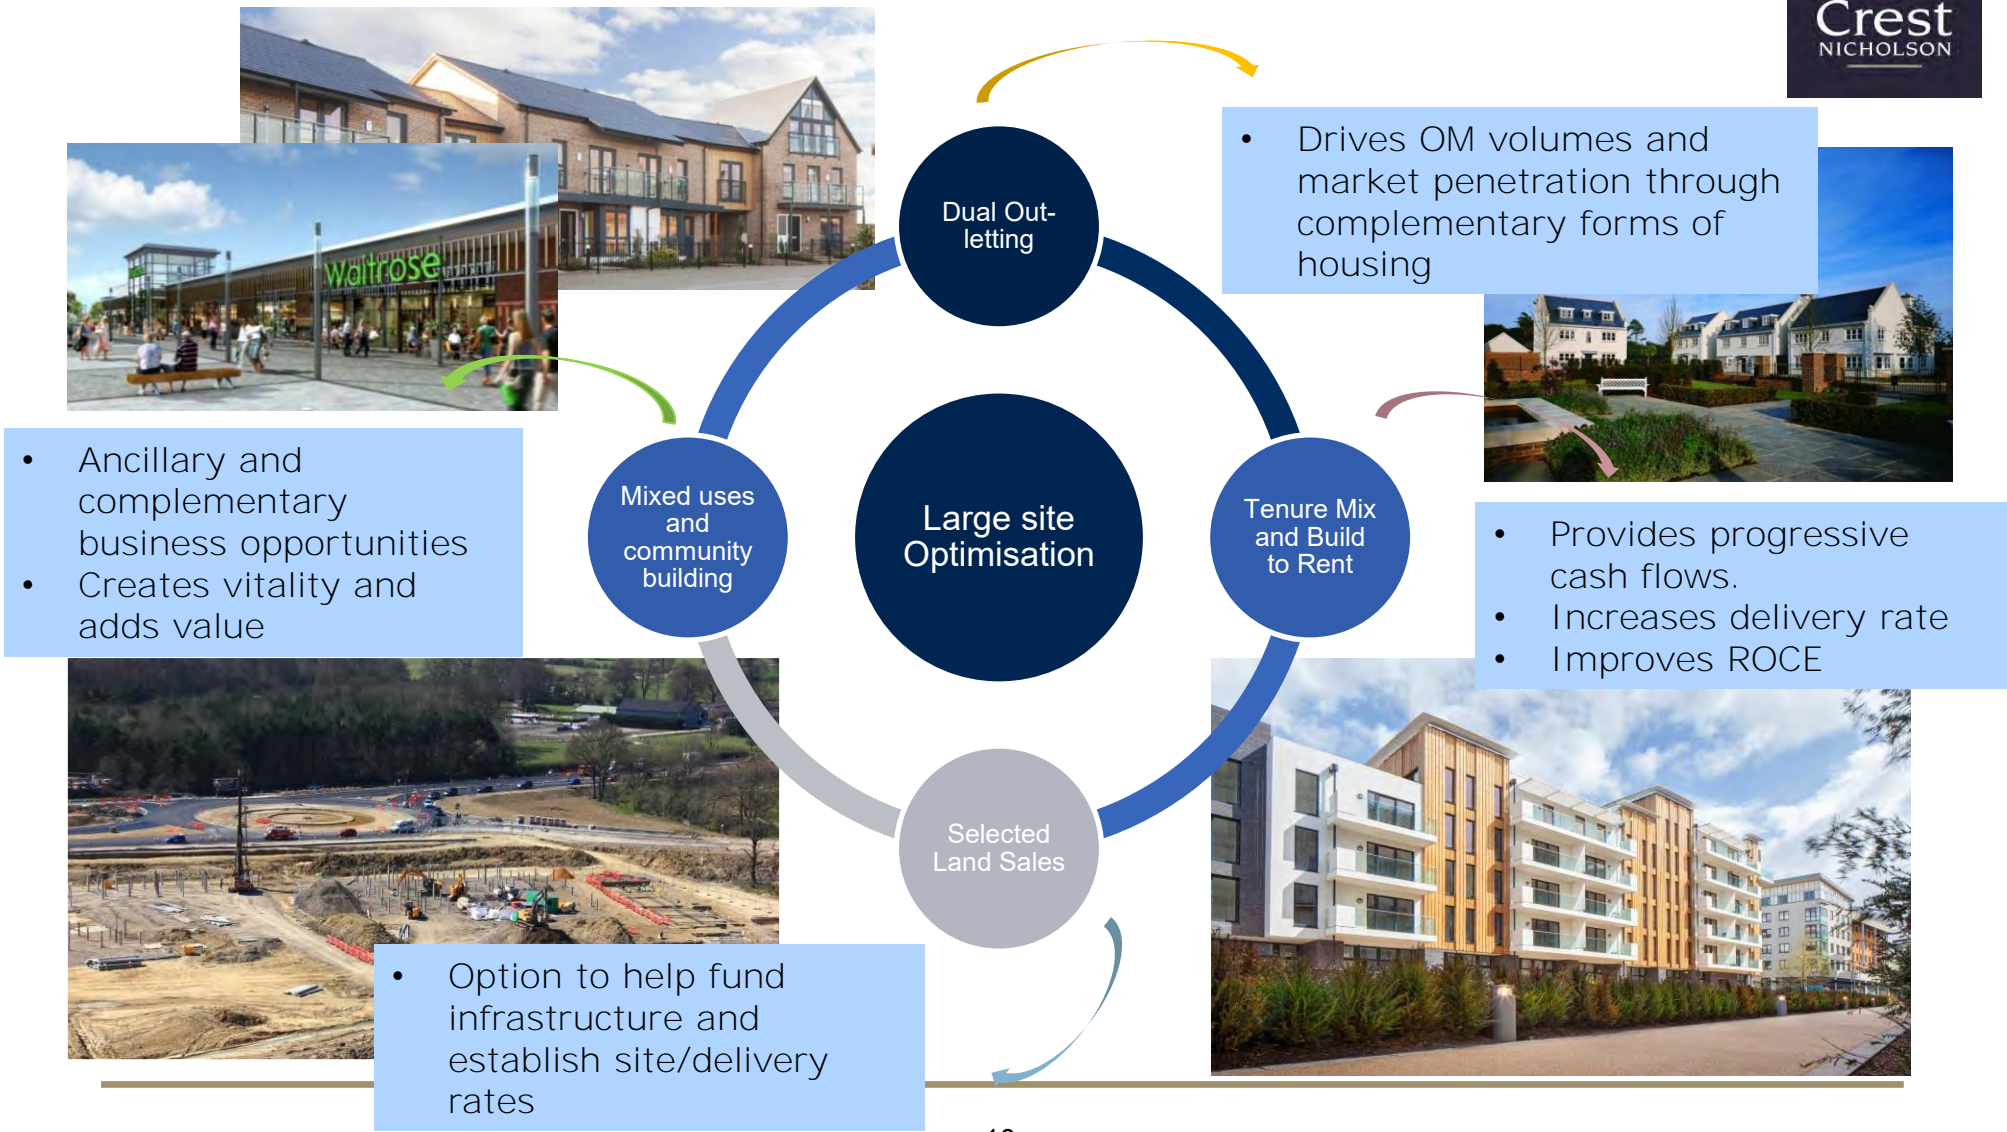 Crest
NICHOLSON
Dual Out-
letting
• Drives OM volumes and
market penetration through
complementary forms of
housing
Waitrose
• Ancillary and
complementary
business opportunities
• Creates vitality and
adds value
Mixed uses
and
community
building
Large site
Optimisation
Tenure Mix
and Build
to Rent
• Provides progressive
cash flows.
• Increases delivery rate
• Improves ROCE
Selected
Land Sales
• Option to help fund
infrastructure and
establish site/delivery
rates